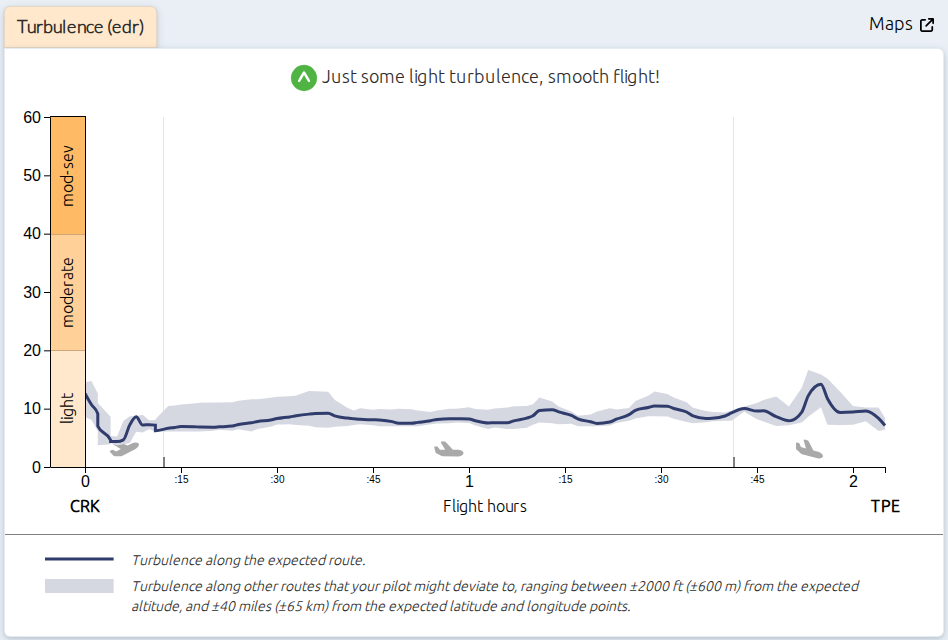 Turbulence (edr)
Maps
Just some light turbulence, smooth flight!
60
50
40
30
20
10
0
mod-sev
moderate
light
0
:15
:30
:45
1
:15
:30
:45
2
CRK
Flight hours
TPE
Turbulence along the expected route.
Turbulence along other routes that your pilot might deviate to, ranging between ±2000 ft (±600 m) from the expected
altitude, and ±40 miles (±65 km) from the expected latitude and longitude points.